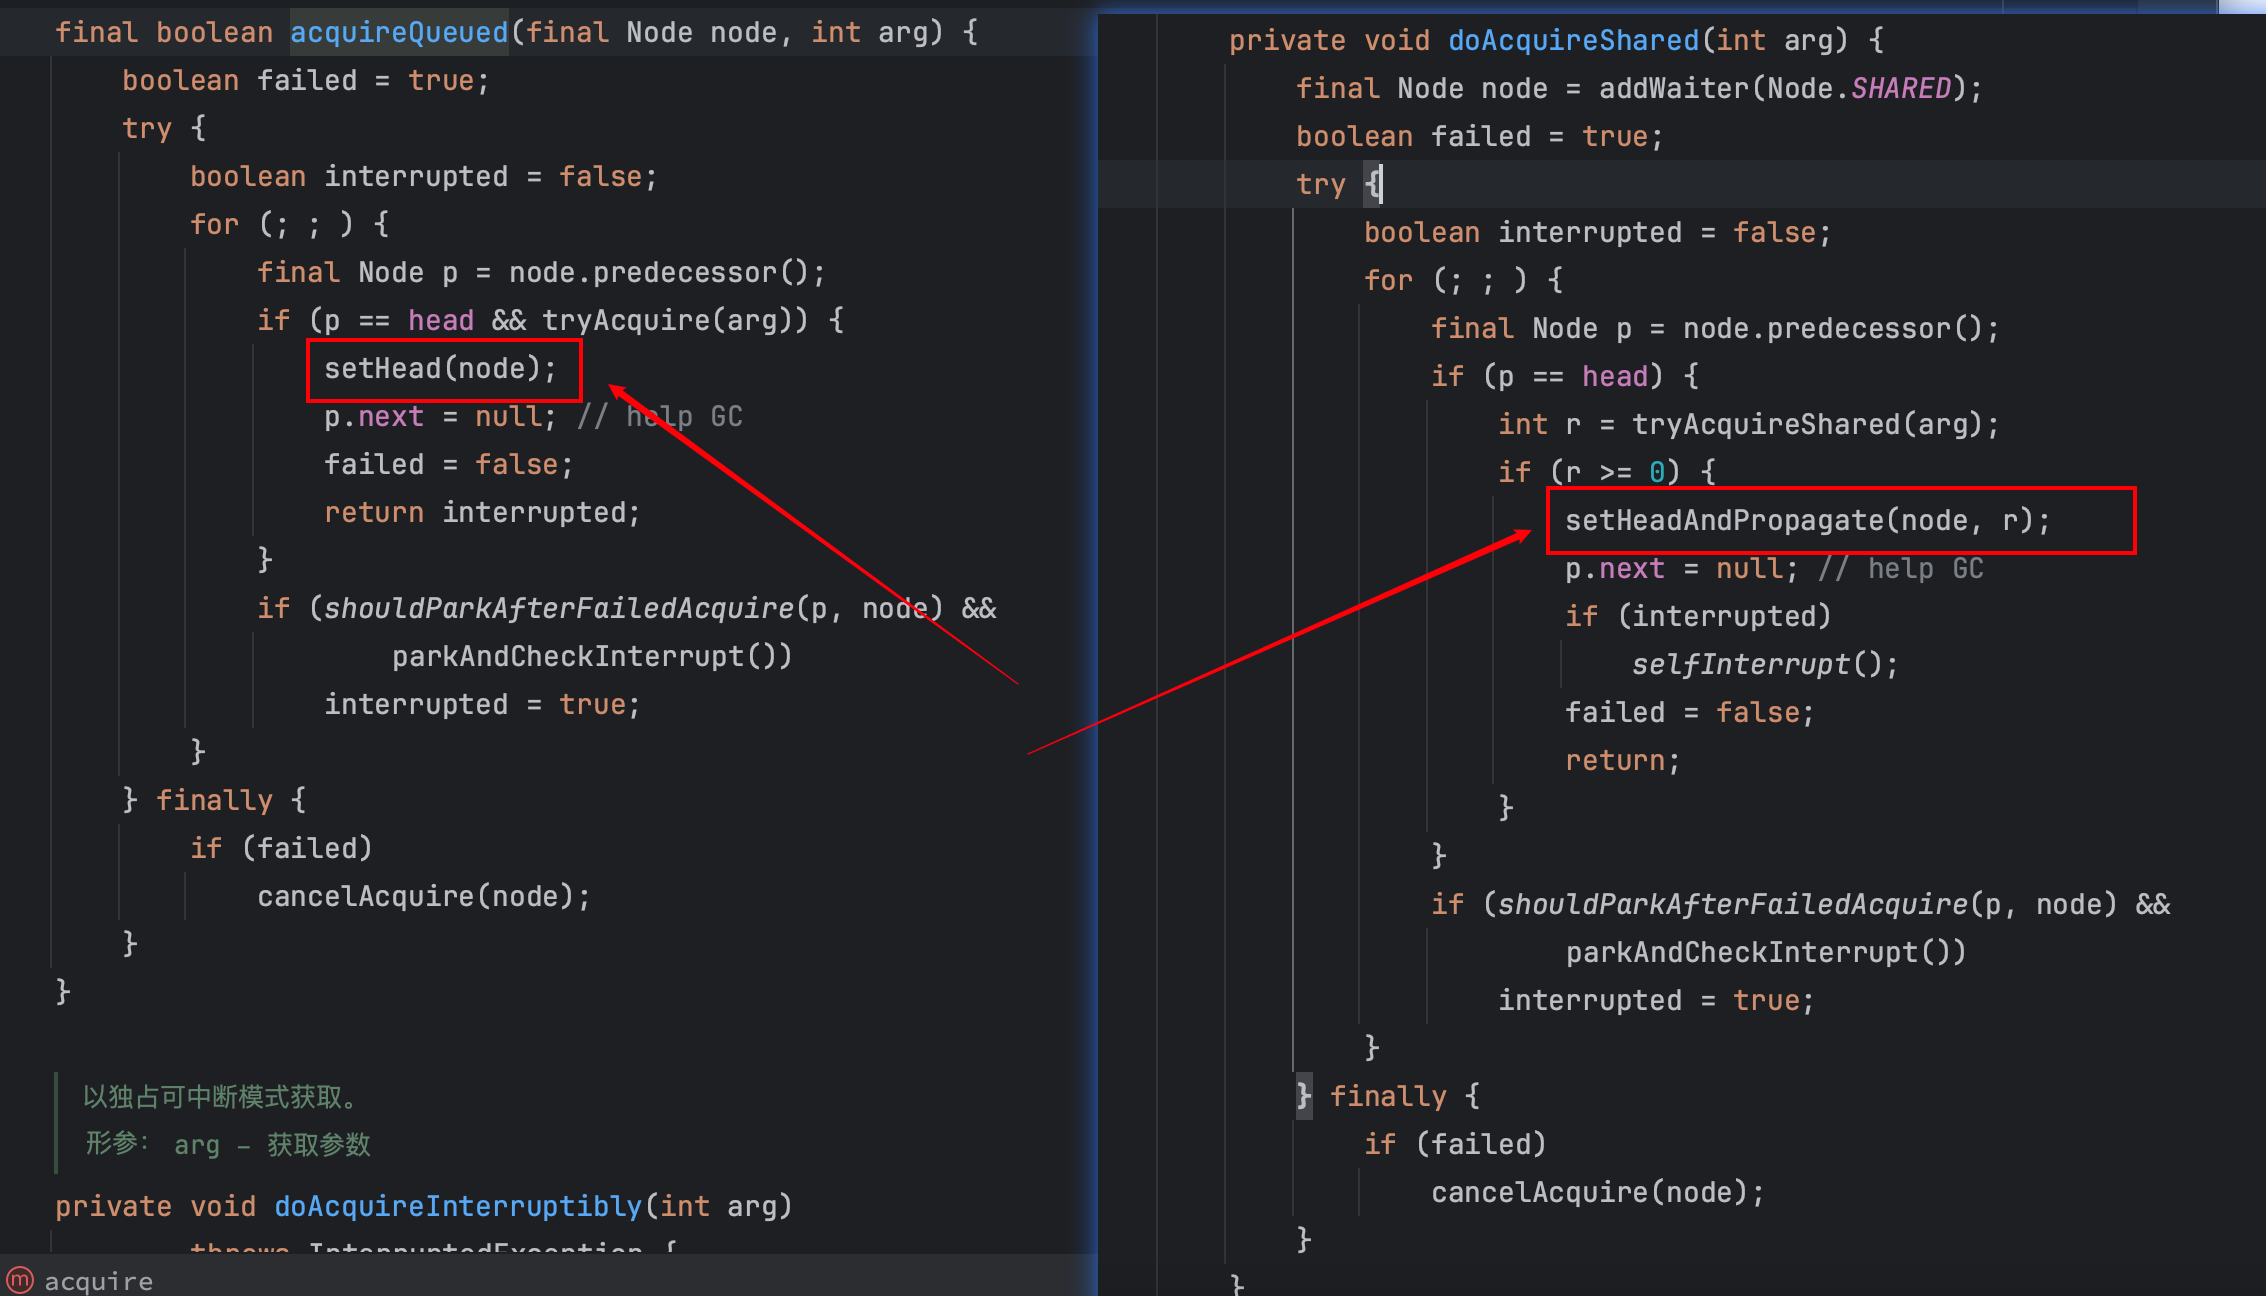 final boolean acquireQueued(final Node node, int arg) {
    boolean failed = true;
    try {
        boolean interrupted = false;
        for (; ; ) {
            final Node p = node.predecessor();
            if (p == head && tryAcquire(arg)) {
                setHead(node);
                p.next = null; // help GC
                failed = false;
                return interrupted;
            }
            if (shouldParkAfterFailedAcquire(p, node) &&
                    parkAndCheckInterrupt())
                interrupted = true;
        }
    } finally {
        if (failed)
            cancelAcquire(node);
    }
}
以独占可中断模式获取。
形参： arg – 获取参数
private void doAcquireInterruptibly(int arg)
        throws InterruptedException {
m acquire
private void doAcquireShared(int arg) {
    final Node node = addWaiter(Node.SHARED);
    boolean failed = true;
    try {
        boolean interrupted = false;
        for (; ; ) {
            final Node p = node.predecessor();
            if (p == head) {
                int r = tryAcquireShared(arg);
                if (r >= 0) {
                    setHeadAndPropagate(node, r);
                    p.next = null; // help GC
                    if (interrupted)
                        selfInterrupt();
                    failed = false;
                    return;
                }
            }
            if (shouldParkAfterFailedAcquire(p, node) &&
                    parkAndCheckInterrupt())
                interrupted = true;
        }
    } finally {
        if (failed)
            cancelAcquire(node);
    }
}